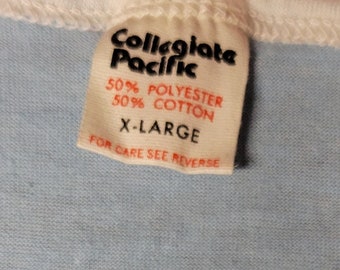 Collegiate
Pacific
50% POLYESTER
50% COTTON
X-LARGE
FOR CARE SEE REVERSE